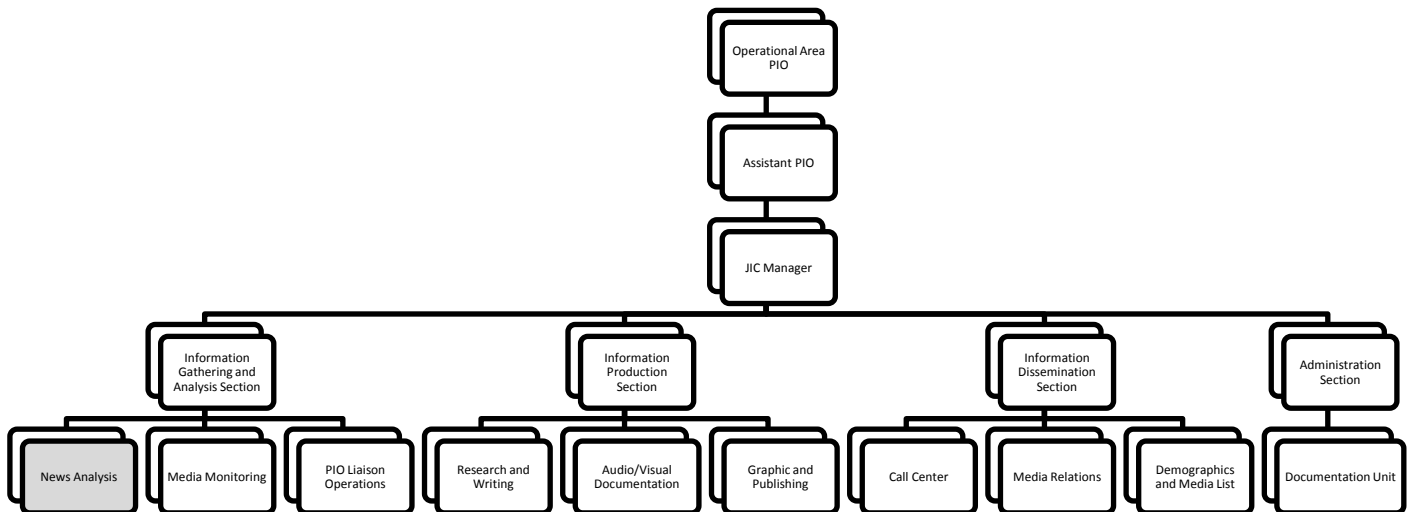 Operational Area
PIO
Assistant PIO
JIC Manager
Information
Gathering and
Analysis Section
Information
Production
Section
Information
Dissemination
Section
Administration
Section
News Analysis
Media Monitoring
PIO Liaison
Operations
Research and
Writing
Audio/Visual
Documentation
Graphic and
Publishing
Call Center
Media Relations
Demographics
and Media List
Documentation Unit